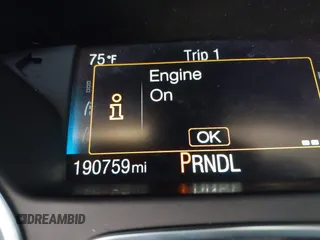 75°F Trip 1
Engine
On
i
OK
190759mi PRNDL
DREAMBID